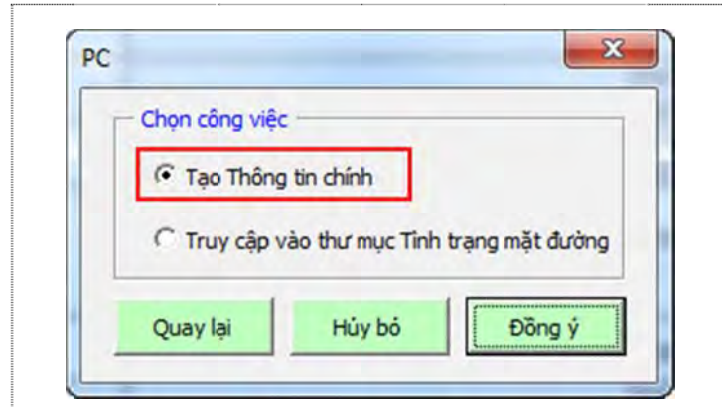 PC
Chọn công việc
Tạo Thông tin chính
Truy cập vào thư mục Tình trạng mặt đường
Quay lại Hủy bỏ Đồng ý